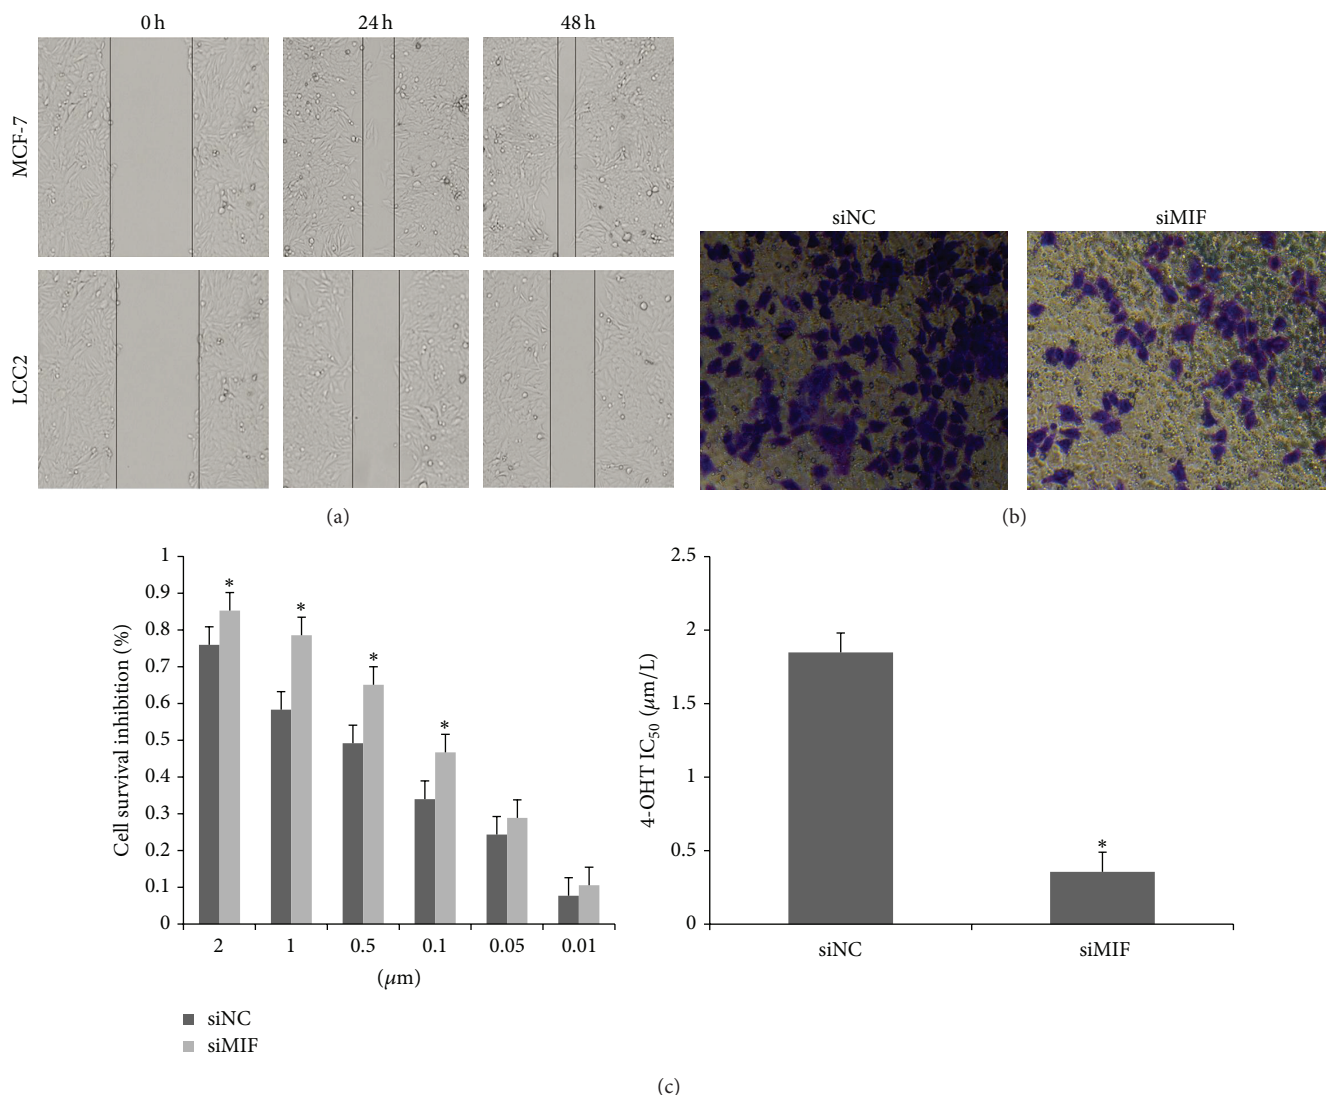 0 h 24 h 48 h
MCF-7
LCC2
(a)
siNC siMIF
(b)
1
0.9
0.8
0.7
0.6
0.5
0.4
0.3
0.2
0.1
0
Cell survival inhibition (%)
* * * *
2 1 0.5 0.1 0.05 0.01
(μm)
siNC
siMIF
2.5
2
1.5
1
0.5
0
4-OHT IC50 (μm/L)
*
siNC siMIF
(c)